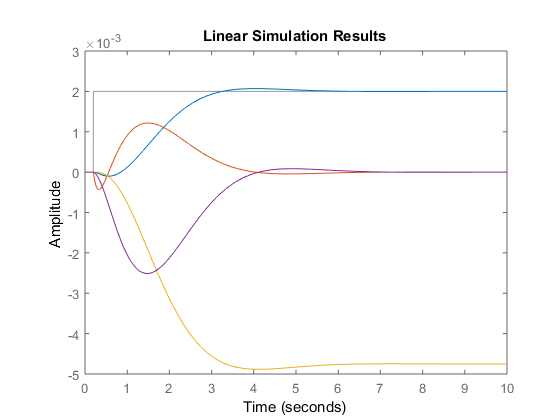 Linear Simulation Results
×10⁻³
3
2
1
0
-1
-2
-3
-4
-5
Amplitude
0 1 2 3 4 5 6 7 8 9 10
Time (seconds)